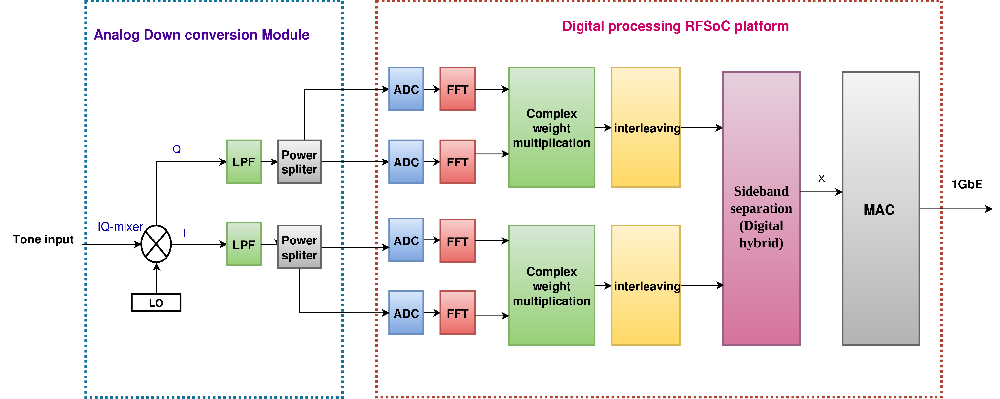 Analog Down conversion Module
Digital processing RFSoC platform
ADC
FFT
Complex
weight
multiplication
interleaving
Q
LPF
Power
spliter
ADC
FFT
Sideband
separation
(Digital
hybrid)
X
MAC
1GbE
IQ-mixer
Tone input
I
LPF
Power
spliter
ADC
FFT
Complex
weight
multiplication
interleaving
LO
ADC
FFT